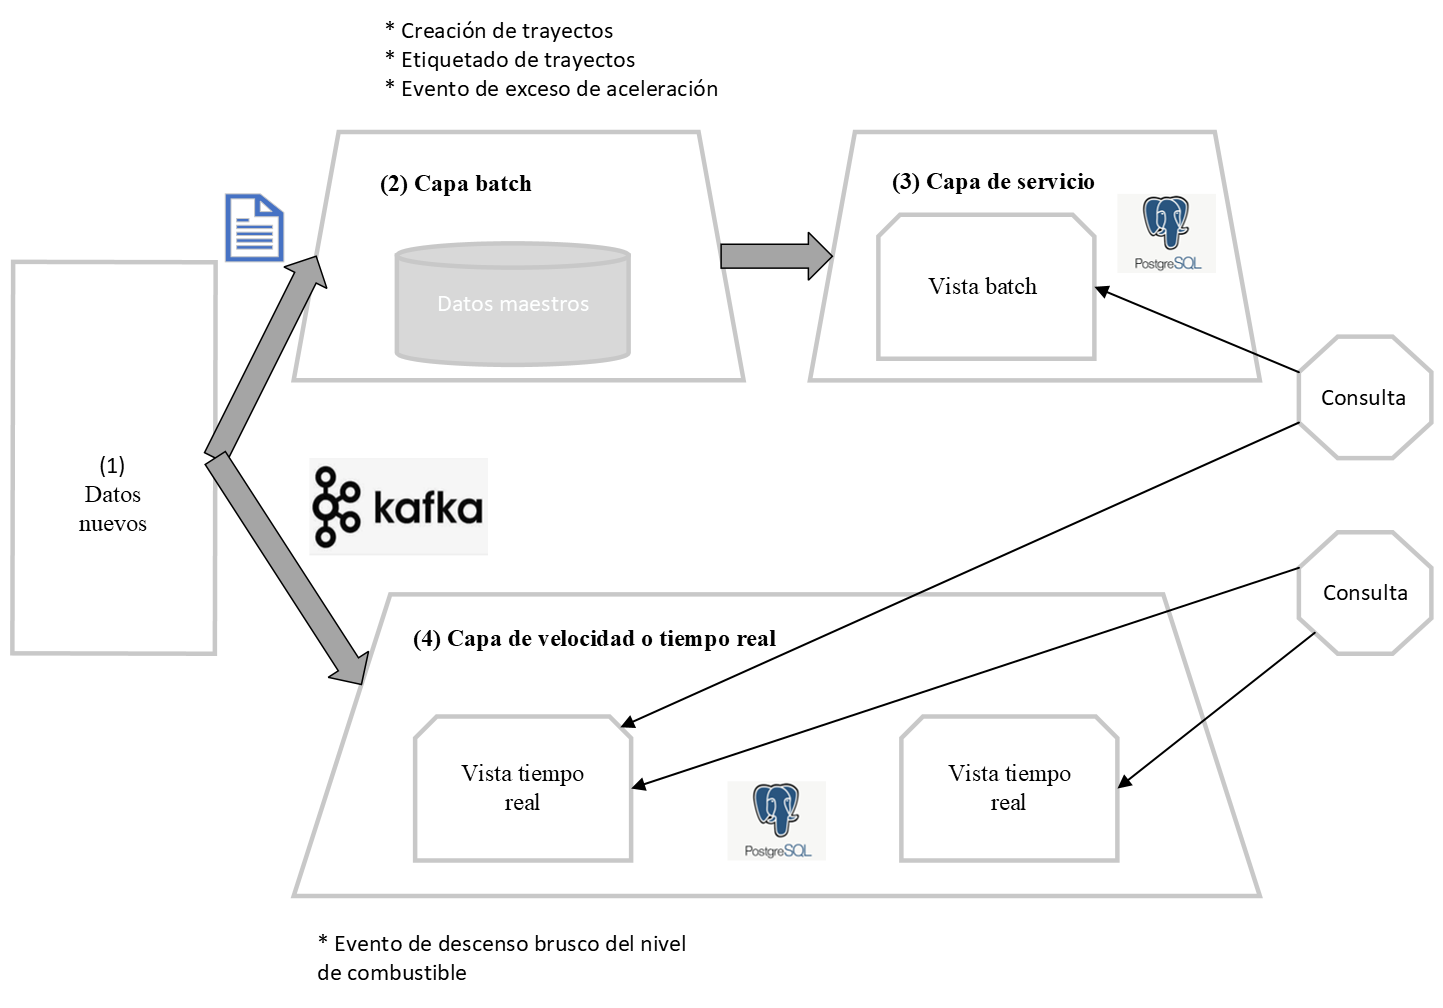 * Creación de trayectos
* Etiquetado de trayectos
* Evento de exceso de aceleración
(2) Capa batch
Datos maestros
(3) Capa de servicio
PostgreSQL
Vista batch
Consulta
(1)
Datos
nuevos
kafka
Consulta
(4) Capa de velocidad o tiempo real
Vista tiempo
real
PostgreSQL
Vista tiempo
real
* Evento de descenso brusco del nivel
de combustible